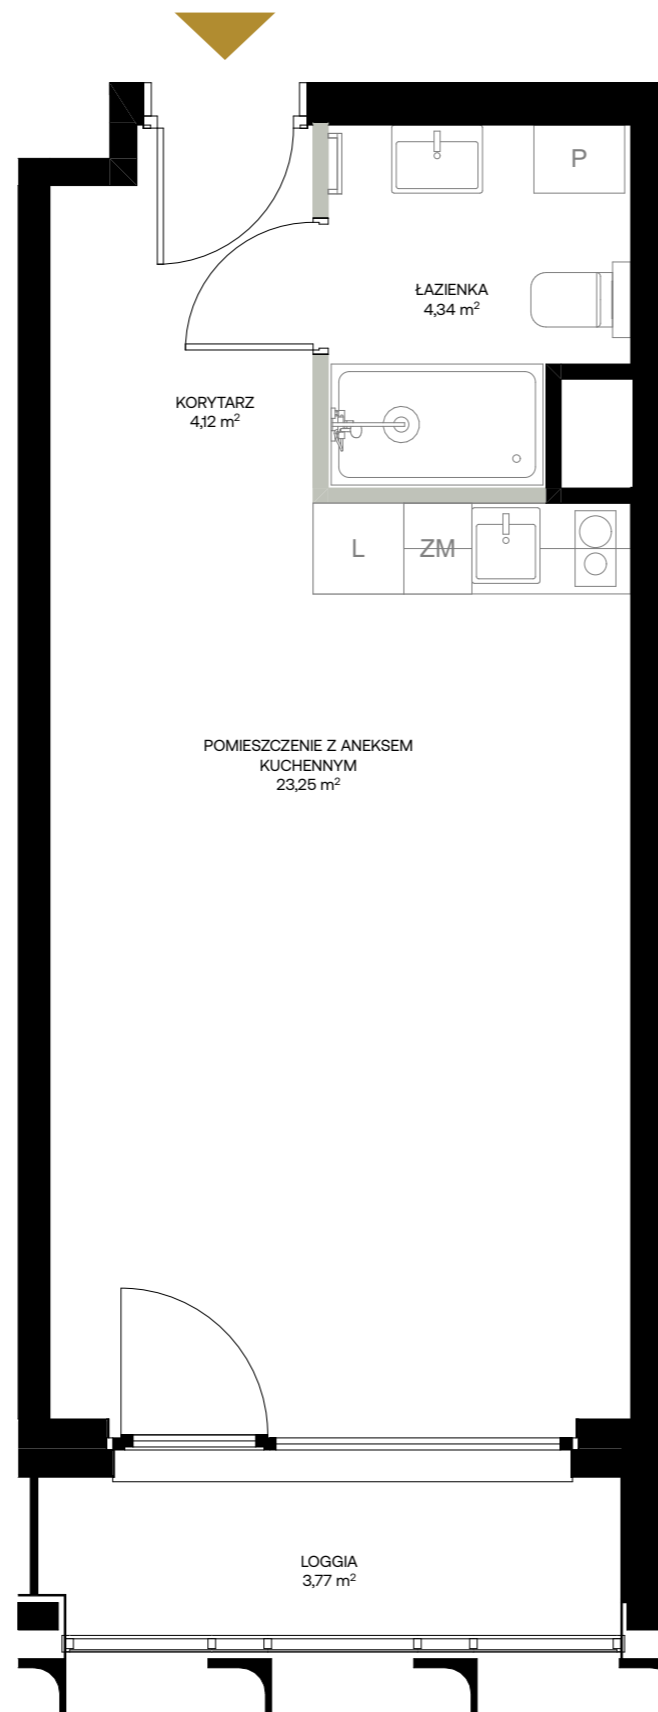 P
ŁAZIENKA
4,34 m²
KORYTARZ
4,12 m²
L
ZM
POMIESZCZENIE Z ANEKSEM
KUCHENNYM
23,25 m²
LOGGIA
3,77 m²